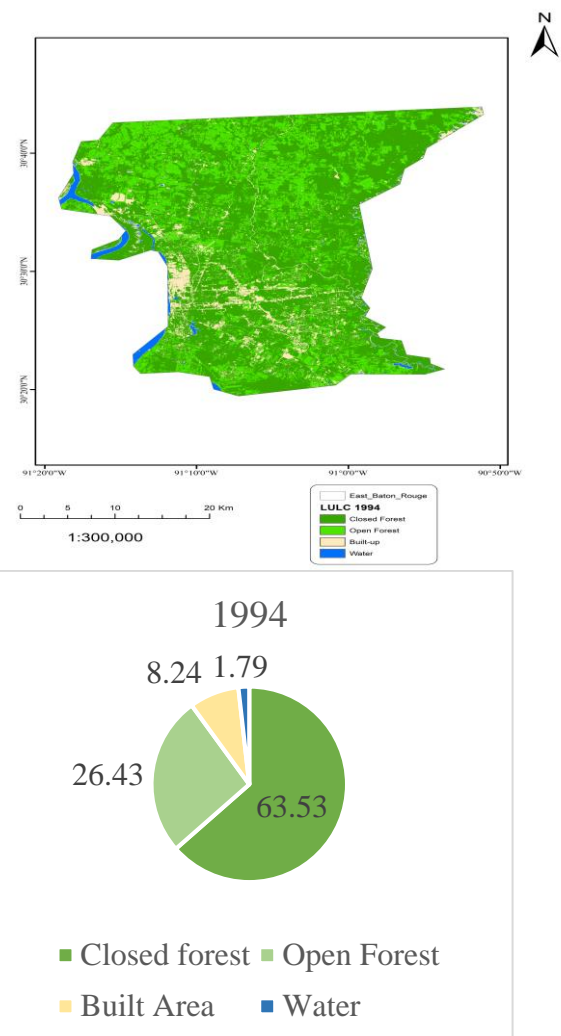 N
30°40'0"N
30°30'0"N
30°20'0"N
91°20'0"W 91°10'0"W 91°0'0"W 90°50'0"W
0 5 10 20 Km
1:300,000
East_Baton_Rouge
LULC 1994
Closed Forest
Open Forest
Built-up
Water
1994
8.24 1.79
26.43
63.53
Closed forest Open Forest
Built Area Water